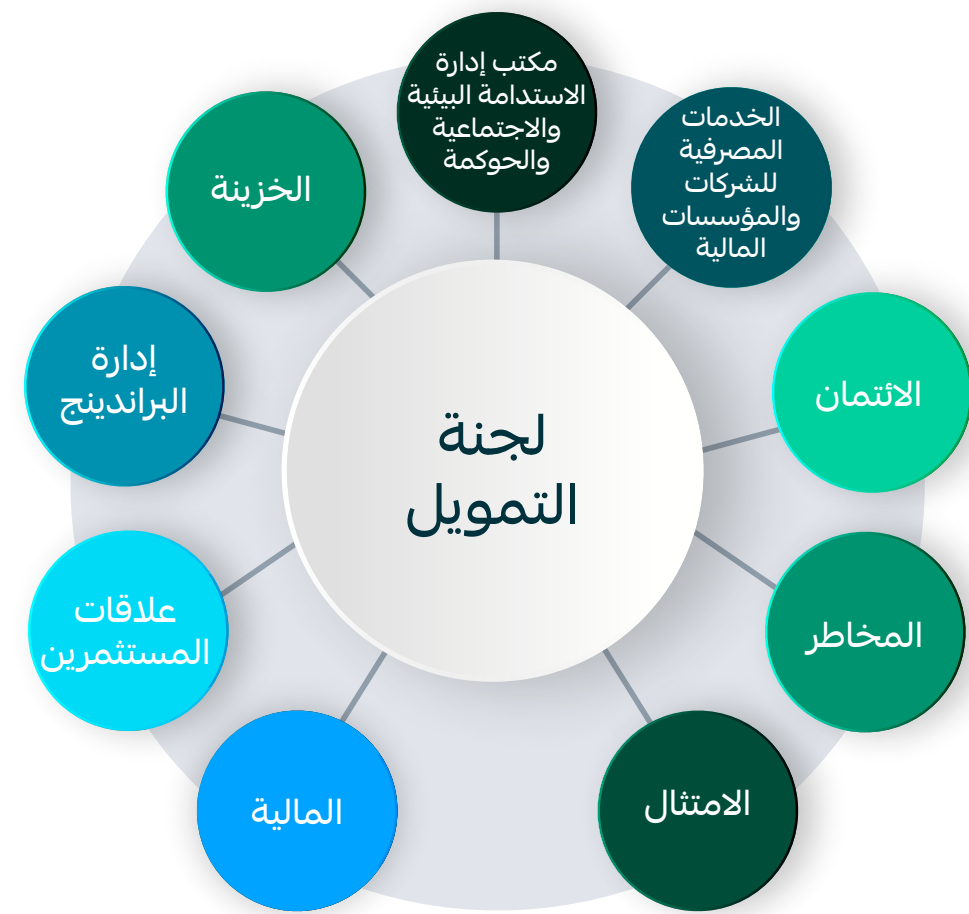 مكتب إدارة
الاستدامة البيئية
والاجتماعية
والحوكمة
الخدمات
المصرفية
للشركات
والمؤسسات
المالية
الائتمان
المخاطر
الامتثال
المالية
علاقات
المستثمرين
إدارة
البراندينج
الخزينة
لجنة
التمويل